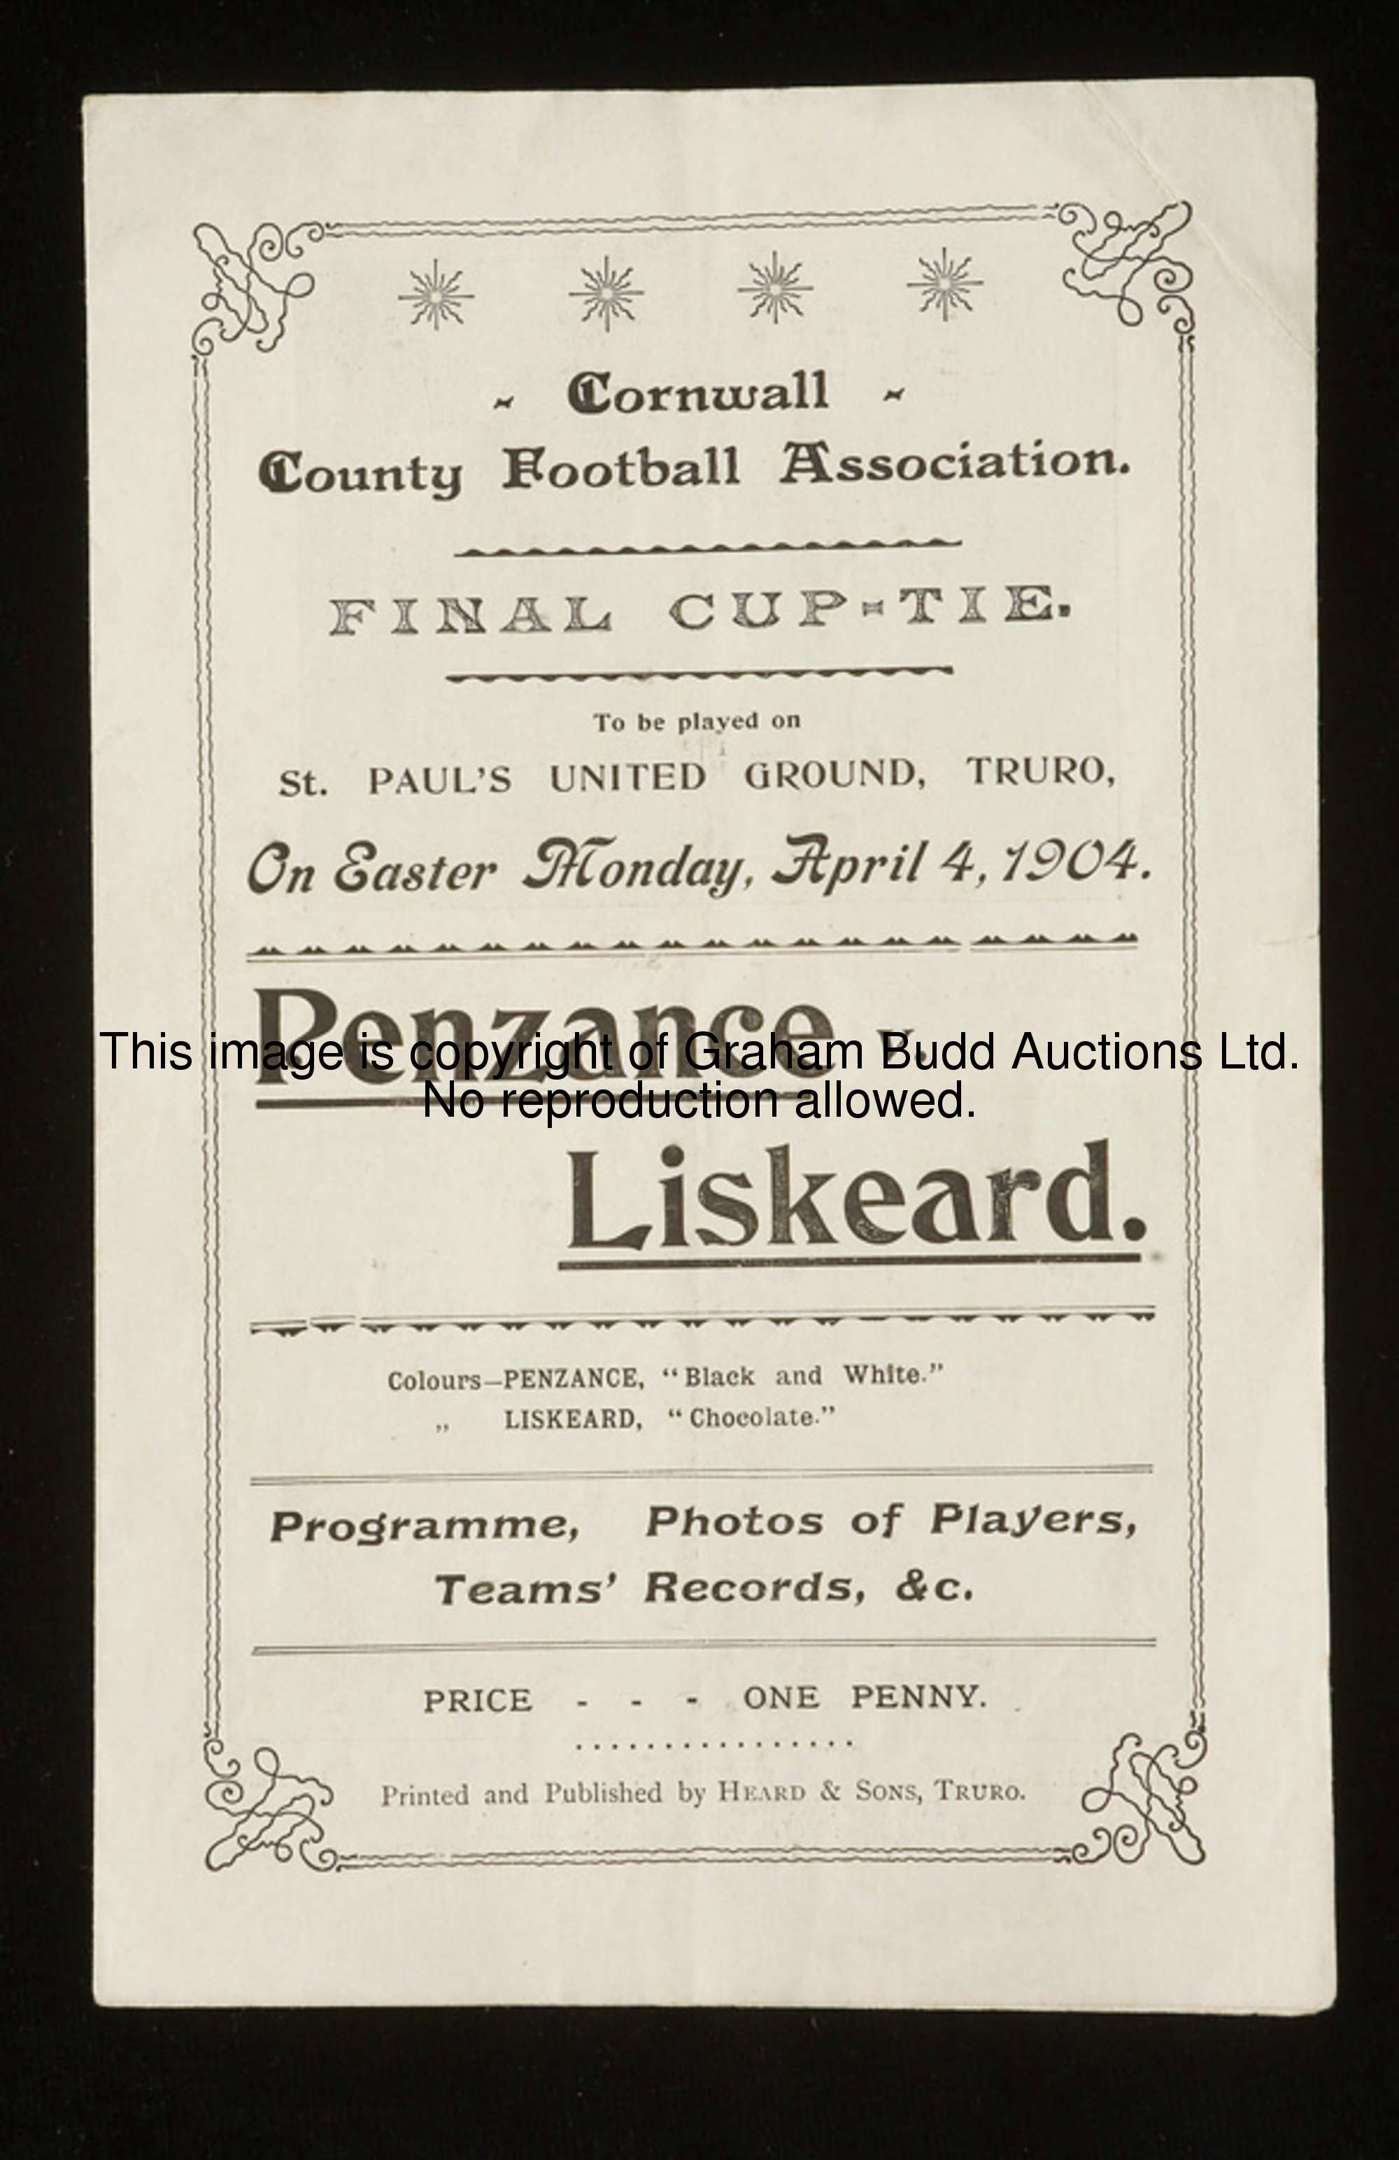 - Cornwall -
County Football Association.
FINAL CUP-TIE.
To be played on
St. PAUL'S UNITED GROUND, TRURO,
On Easter Monday, April 4, 1904.
Penzance v.
This image is copyright of Graham Budd Auctions Ltd.
No reproduction allowed.
Liskeard.
Colours—PENZANCE, "Black and White."
„ LISKEARD, "Chocolate."
Programme, Photos of Players,
Teams' Records, &c.
PRICE - - - ONE PENNY.
................
Printed and Published by HEARD & SONS, TRURO.